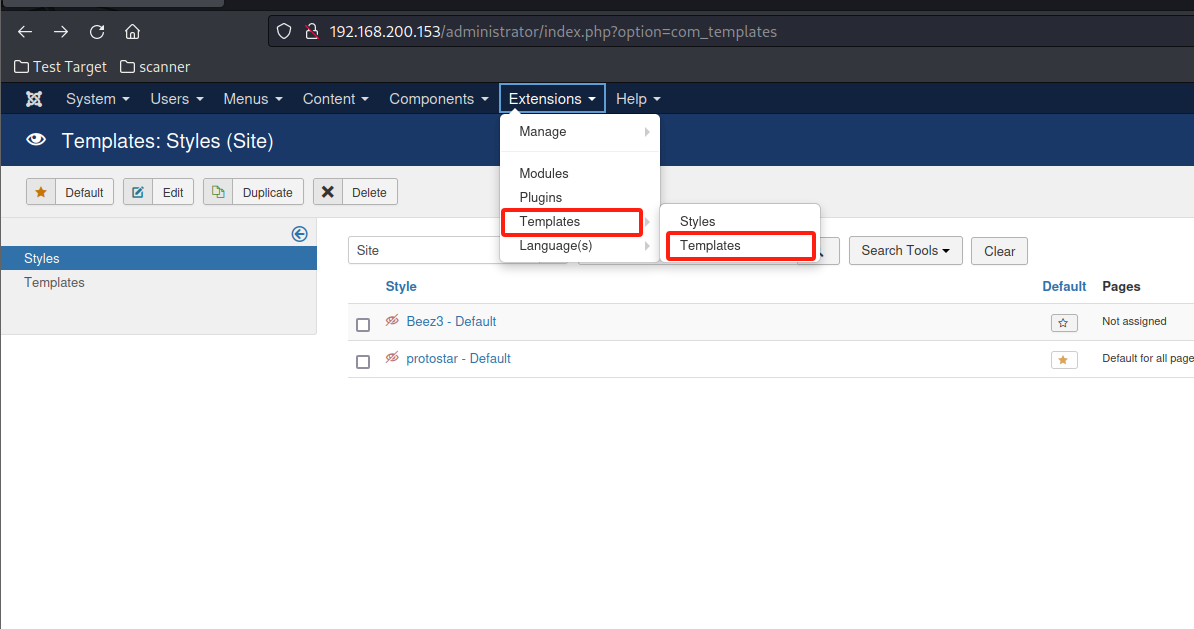 192.168.200.153/administrator/index.php?option=com_templates
Test Target scanner
System Users Menus Content Components Extensions Help
Templates: Styles (Site)
Manage
Modules
Plugins
Templates
Language(s)
Styles
Templates
Default Edit Duplicate Delete
Styles
Templates
Site Search Tools Clear
Style Default Pages
Beez3 - Default Not assigned
protostar - Default Default for all page